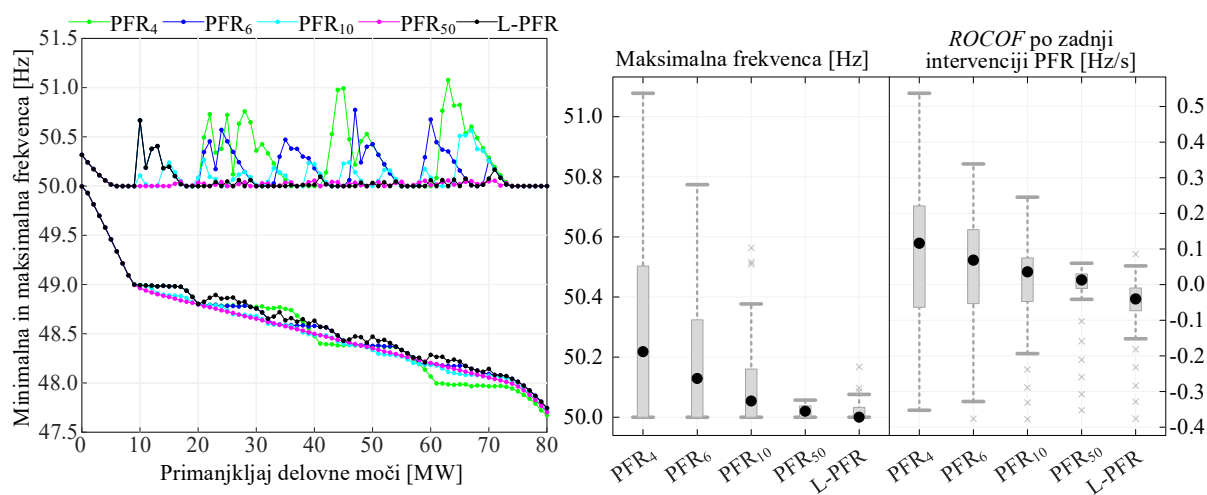 PFR4 PFR6 PFR10 PFR50 L-PFR
Minimalna in maksimalna frekvenca [Hz]
51.5
51.0
50.5
50.0
49.5
49.0
48.5
48.0
47.5
0 10 20 30 40 50 60 70 80
Primanjkljaj delovne moči [MW]
Maksimalna frekvenca [Hz]
51.0
50.8
50.6
50.4
50.2
50.0
PFR4 PFR6 PFR10 PFR50 L-PFR
ROCOF po zadnji
intervenciji PFR [Hz/s]
0.5
0.4
0.3
0.2
0.1
0.0
-0.1
-0.2
-0.3
-0.4
PFR4 PFR6 PFR10 PFR50 L-PFR